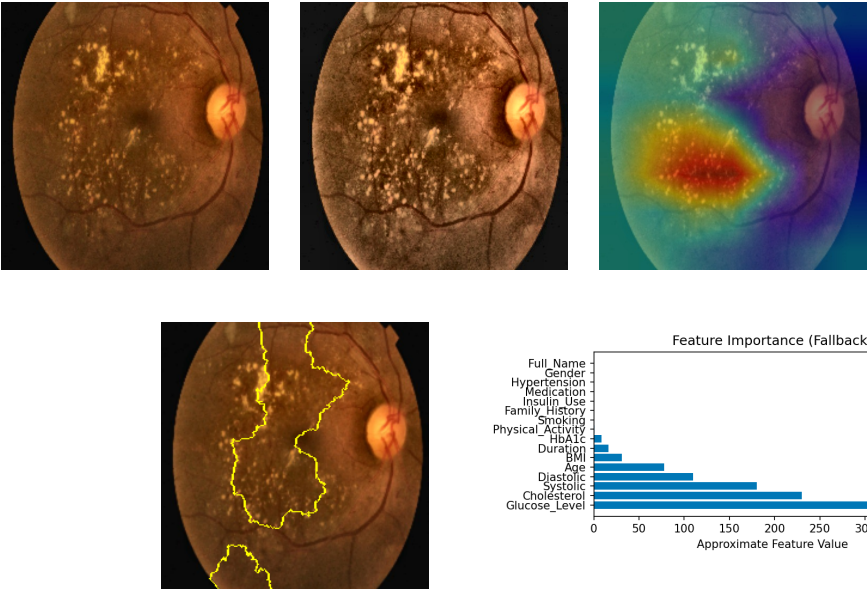 Feature Importance (Fallback
Full_Name
Gender
Hypertension
Medication
Insulin_Use
Family_History
Smoking
Physical_Activity
HbA1c
Duration
BMI
Age
Diastolic
Systolic
Cholesterol
Glucose_Level
0 50 100 150 200 250 30
Approximate Feature Value